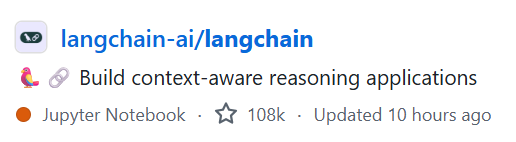 langchain-ai/langchain
🦜🔗 Build context-aware reasoning applications
Jupyter Notebook · 108k · Updated 10 hours ago